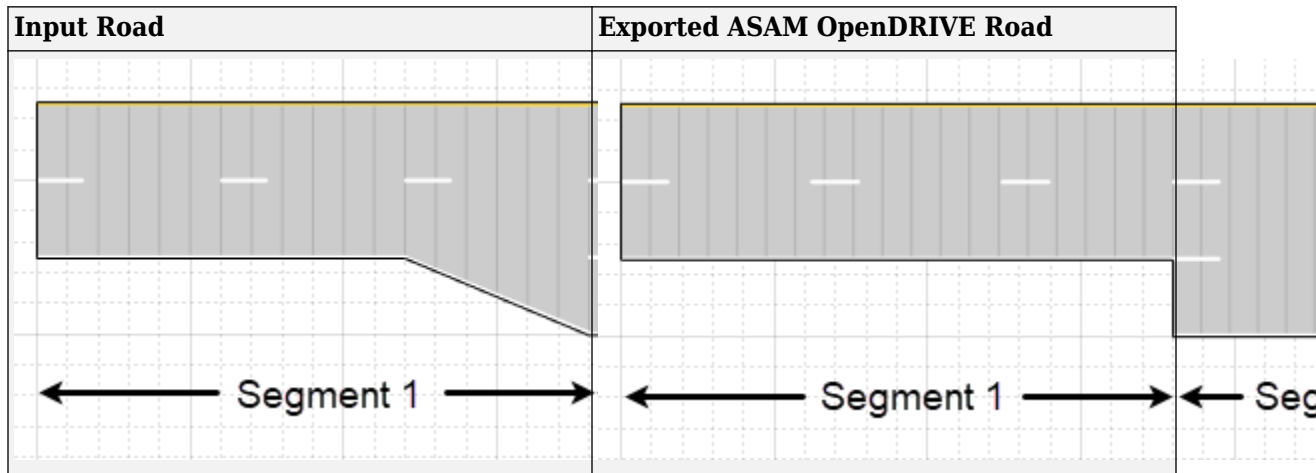 Input Road
Exported ASAM OpenDRIVE Road
Segment 1
Segment 1
Seg